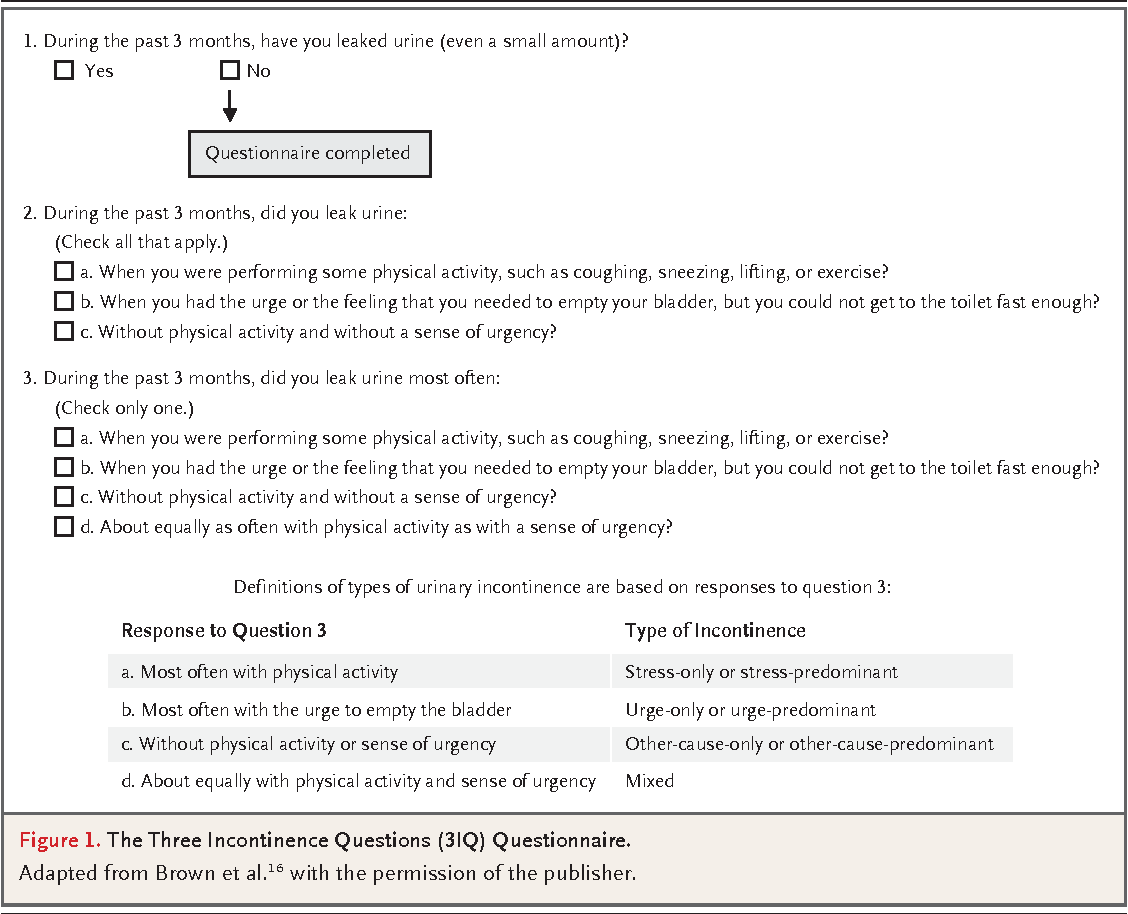 1. During the past 3 months, have you leaked urine (even a small amount)?
Yes No
Questionnaire completed
2. During the past 3 months, did you leak urine:
(Check all that apply.)
a. When you were performing some physical activity, such as coughing, sneezing, lifting, or exercise?
b. When you had the urge or the feeling that you needed to empty your bladder, but you could not get to the toilet fast enough?
c. Without physical activity and without a sense of urgency?
3. During the past 3 months, did you leak urine most often:
(Check only one.)
a. When you were performing some physical activity, such as coughing, sneezing, lifting, or exercise?
b. When you had the urge or the feeling that you needed to empty your bladder, but you could not get to the toilet fast enough?
c. Without physical activity and without a sense of urgency?
d. About equally as often with physical activity as with a sense of urgency?
Definitions of types of urinary incontinence are based on responses to question 3:
Response to Question 3 Type of Incontinence
a. Most often with physical activity Stress-only or stress-predominant
b. Most often with the urge to empty the bladder Urge-only or urge-predominant
c. Without physical activity or sense of urgency Other-cause-only or other-cause-predominant
d. About equally with physical activity and sense of urgency Mixed
Figure 1. The Three Incontinence Questions (3IQ) Questionnaire.
Adapted from Brown et al.¹⁶ with the permission of the publisher.